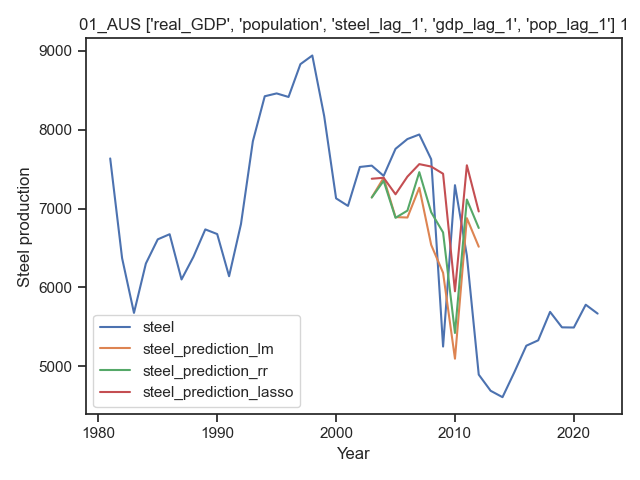 01_AUS ['real_GDP', 'population', 'steel_lag_1', 'gdp_lag_1', 'pop_lag_1'] 1
9000
8000
7000
6000
5000
Steel production
steel
steel_prediction_lm
steel_prediction_rr
steel_prediction_lasso
1980
1990
2000
2010
2020
Year